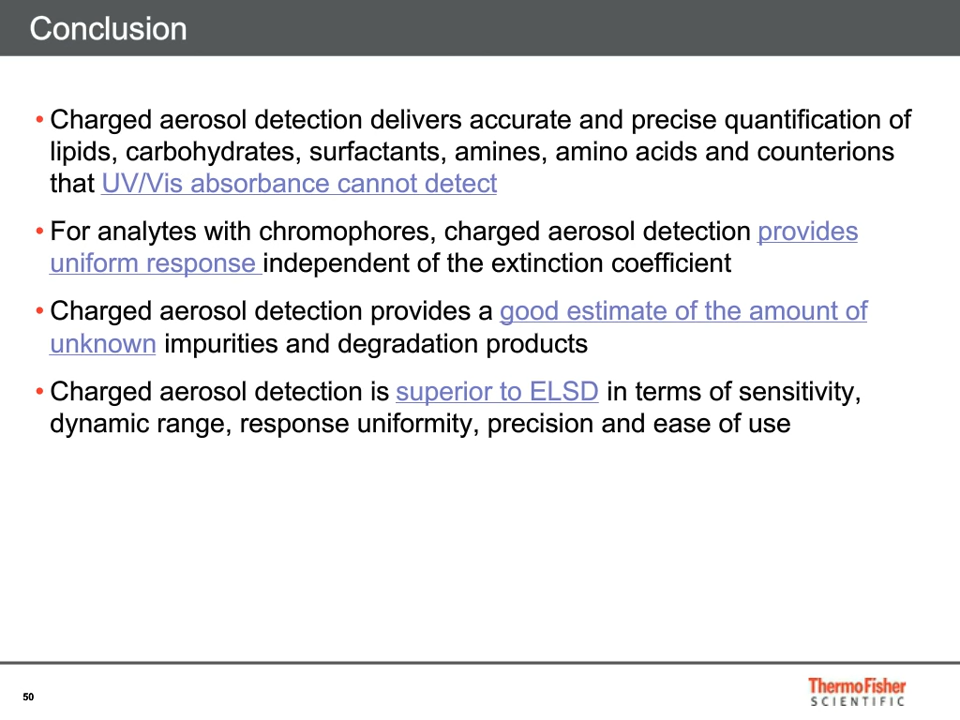 Conclusion
• Charged aerosol detection delivers accurate and precise quantification of
lipids, carbohydrates, surfactants, amines, amino acids and counterions
that UV/Vis absorbance cannot detect
• For analytes with chromophores, charged aerosol detection provides
uniform response independent of the extinction coefficient
• Charged aerosol detection provides a good estimate of the amount of
unknown impurities and degradation products
• Charged aerosol detection is superior to ELSD in terms of sensitivity,
dynamic range, response uniformity, precision and ease of use
50
ThermoFisher
SCIENTIFIC